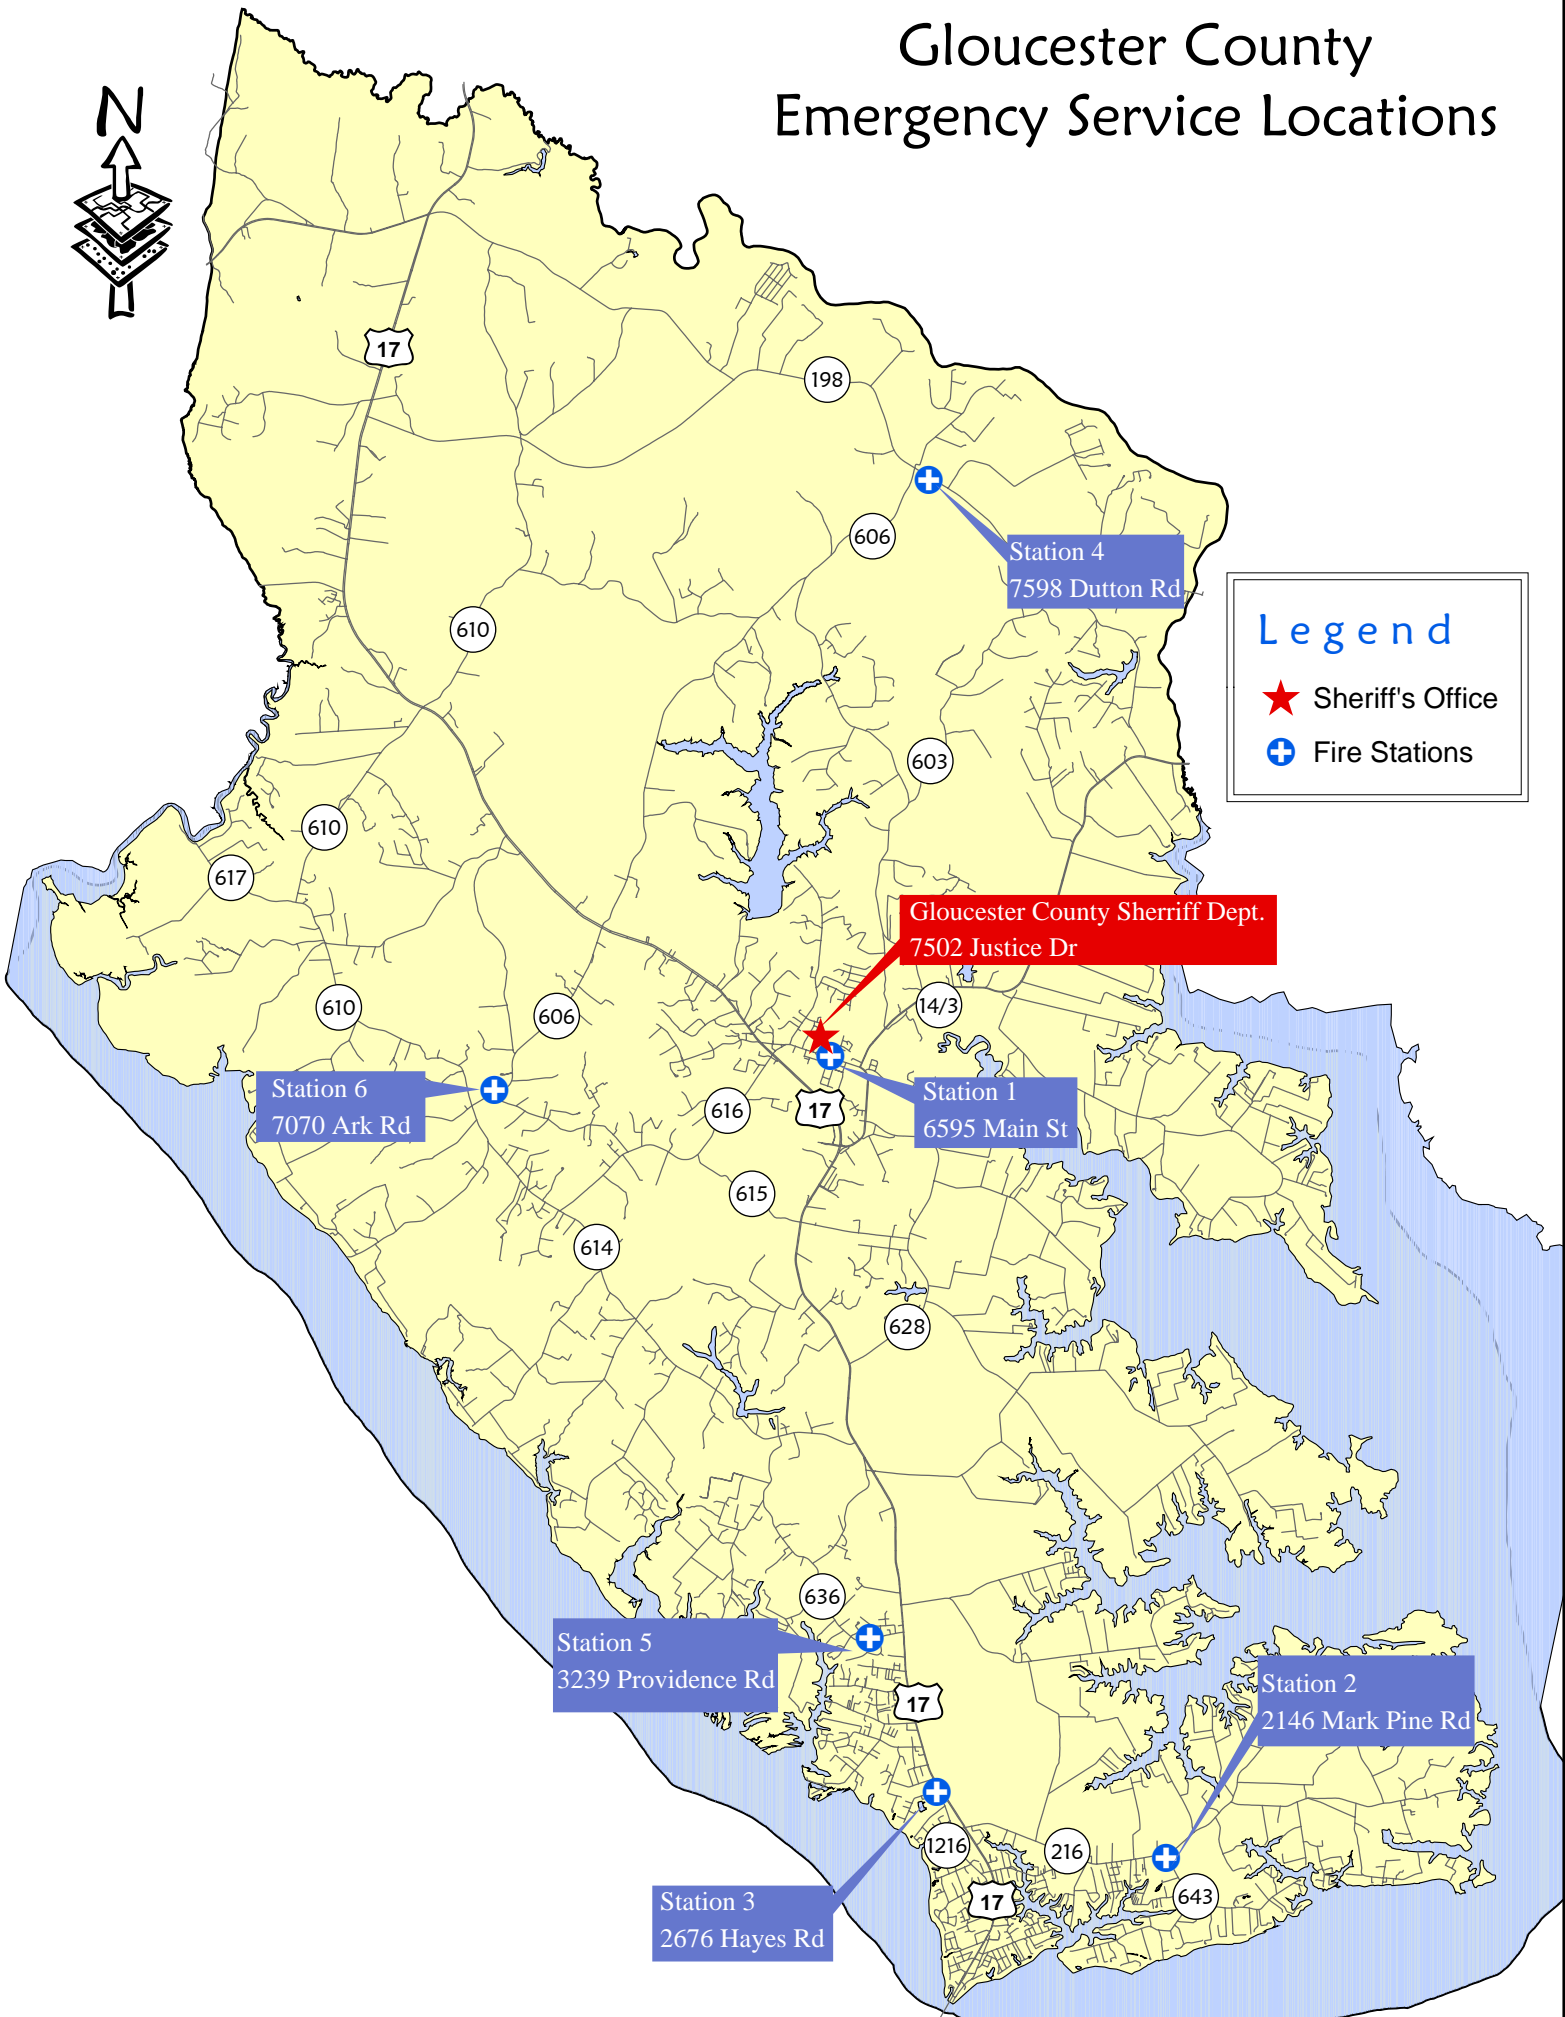 Gloucester County
Emergency Service Locations
N
17
198
606
Station 4
7598 Dutton Rd
610
Legend
Sheriff's Office
Fire Stations
603
610
617
Gloucester County Sherriff Dept.
7502 Justice Dr
14/3
610
606
Station 6
7070 Ark Rd
Station 1
6595 Main St
616
17
615
614
628
636
Station 5
3239 Providence Rd
17
Station 2
2146 Mark Pine Rd
1216
216
643
17
Station 3
2676 Hayes Rd